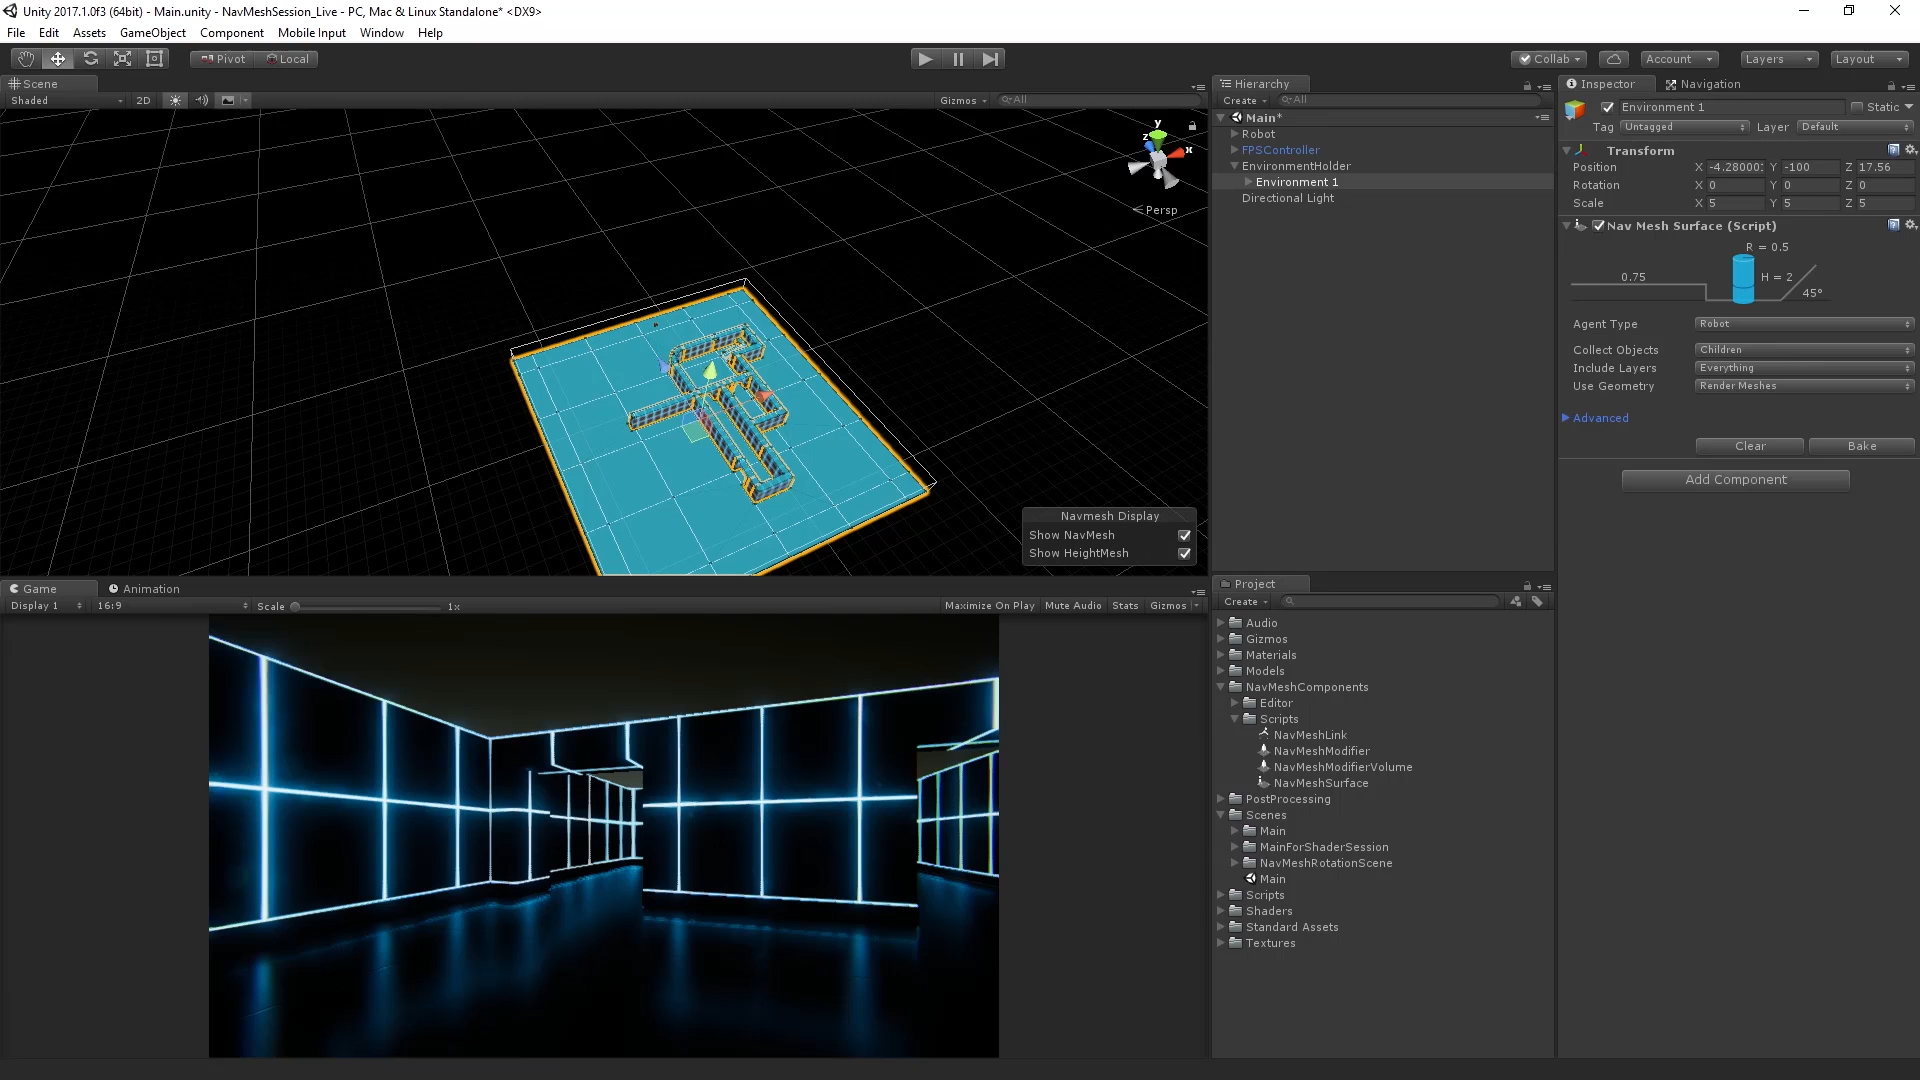 Unity 2017.1.0f3 (64bit) - Main.unity - NavMeshSession_Live - PC, Mac & Linux Standalone* <DX9>
File Edit Assets GameObject Component Mobile Input Window Help
Pivot Local Collab Account Layers Layout
Scene
Shaded 2D Gizmos All
y
z
x
Persp
Navmesh Display
Show NavMesh
Show HeightMesh
Game Animation
Display 1 16:9 Scale 1x Maximize On Play Mute Audio Stats Gizmos
Hierarchy
Create All
Main*
Robot
FPSController
EnvironmentHolder
Environment 1
Directional Light
Project
Create
Audio
Gizmos
Materials
Models
NavMeshComponents
Editor
Scripts
NavMeshLink
NavMeshModifier
NavMeshModifierVolume
NavMeshSurface
PostProcessing
Scenes
Main
MainForShaderSession
NavMeshRotationScene
Main
Scripts
Shaders
Standard Assets
Textures
Inspector Navigation
Environment 1 Static
Tag Untagged Layer Default
Transform
Position X -4.28000 Y -100 Z 17.56
Rotation X 0 Y 0 Z 0
Scale X 5 Y 5 Z 5
Nav Mesh Surface (Script)
R = 0.5
0.75 H = 2
45°
Agent Type Robot
Collect Objects Children
Include Layers Everything
Use Geometry Render Meshes
Advanced
Clear Bake
Add Component